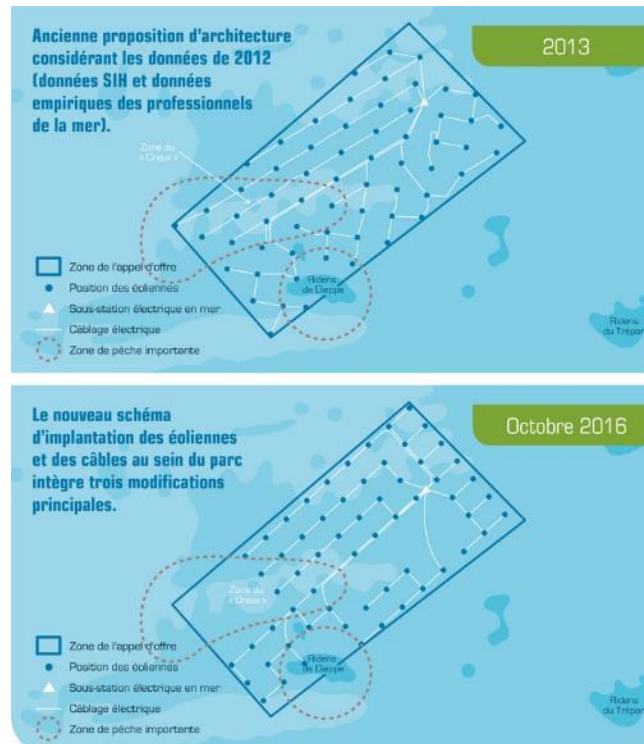 Ancienne proposition d'architecture
considérant les données de 2012
(données SIH et données
empiriques des professionnels
de la mer).
2013
Zone du
« Creux »
Ridens
de Dieppe
Zone de l'appel d'offre
Position des éoliennes
Sous-station électrique en mer
Câblage électrique
Zone de pêche importante
Ridens
du Trépor
Le nouveau schéma
d'implantation des éoliennes
et des câbles au sein du parc
intègre trois modifications
principales.
Octobre 2016
Zone du
« Creux »
Ridens
de Dieppe
Zone de l'appel d'offre
Position des éoliennes
Sous-station électrique en mer
Câblage électrique
Zone de pêche importante
Ridens
du Trépor